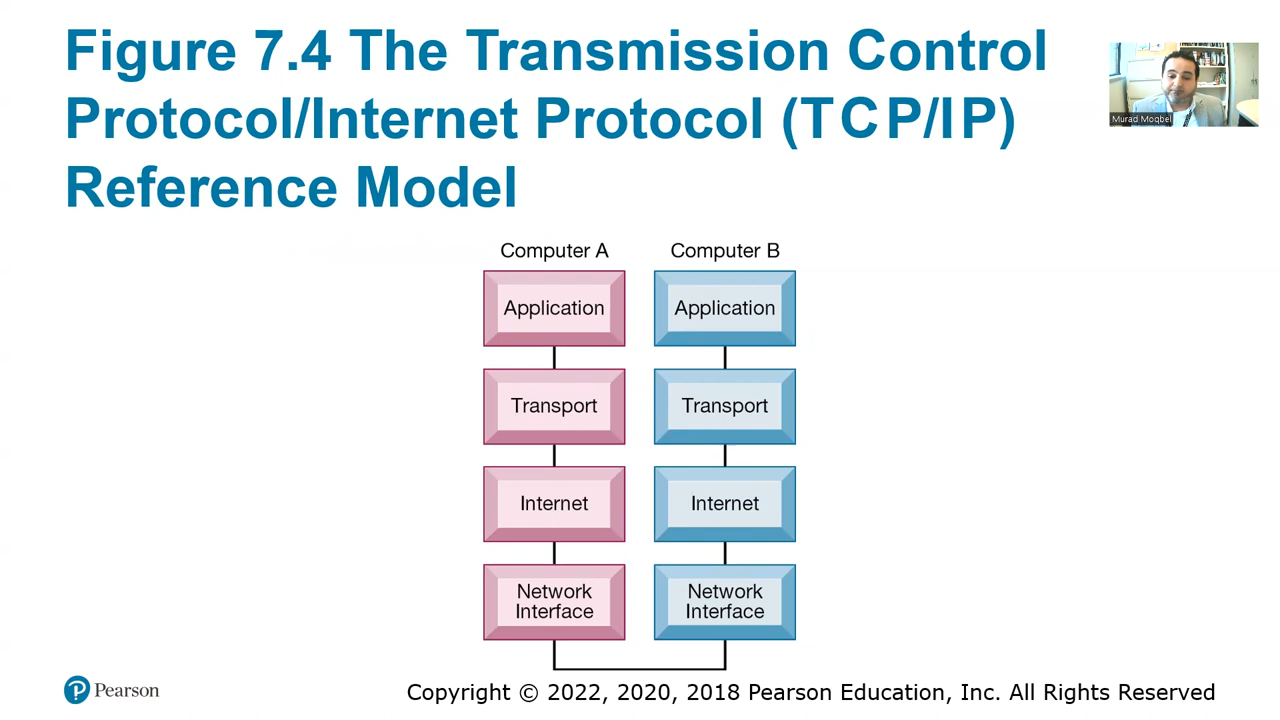 Figure 7.4 The Transmission Control
Protocol/Internet Protocol (TCP/IP)
Reference Model
Murad Moqbel
Computer A
Computer B
Application
Application
Transport
Transport
Internet
Internet
Network
Interface
Network
Interface
Pearson
Copyright © 2022, 2020, 2018 Pearson Education, Inc. All Rights Reserved